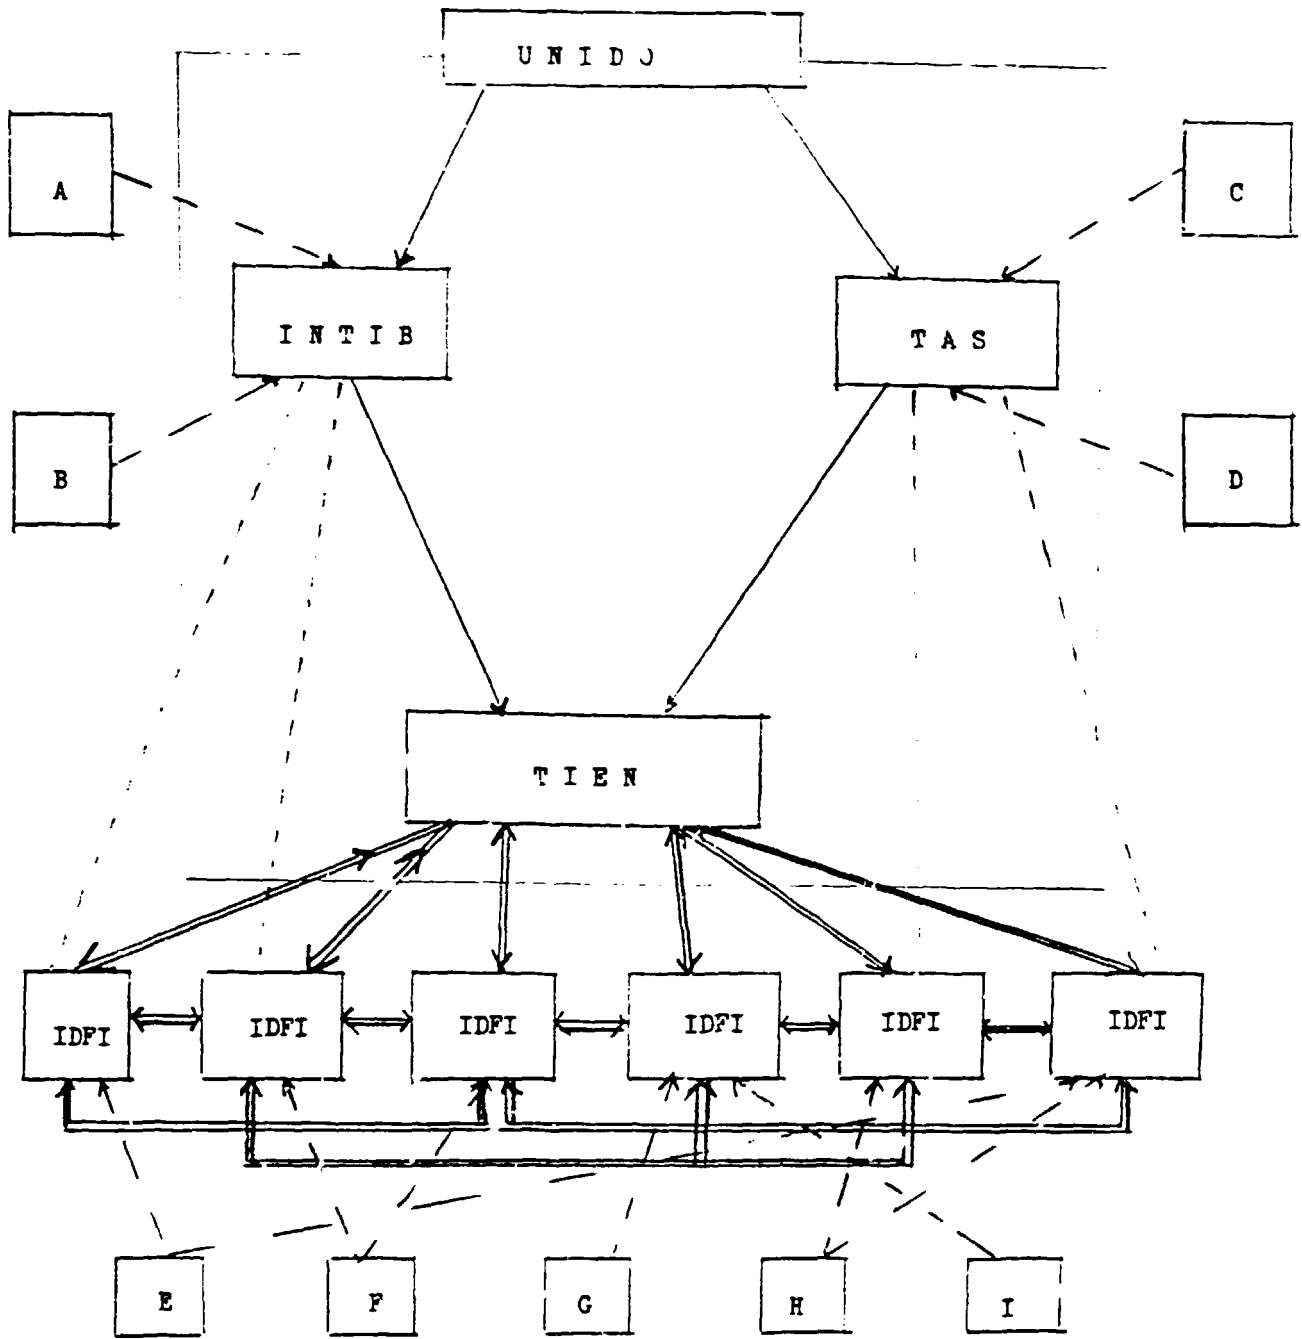 UNIDO
A
C
INTIB
TAS
B
D
TIEN
IDFI IDFI IDFI IDFI IDFI IDFI
E F G H I